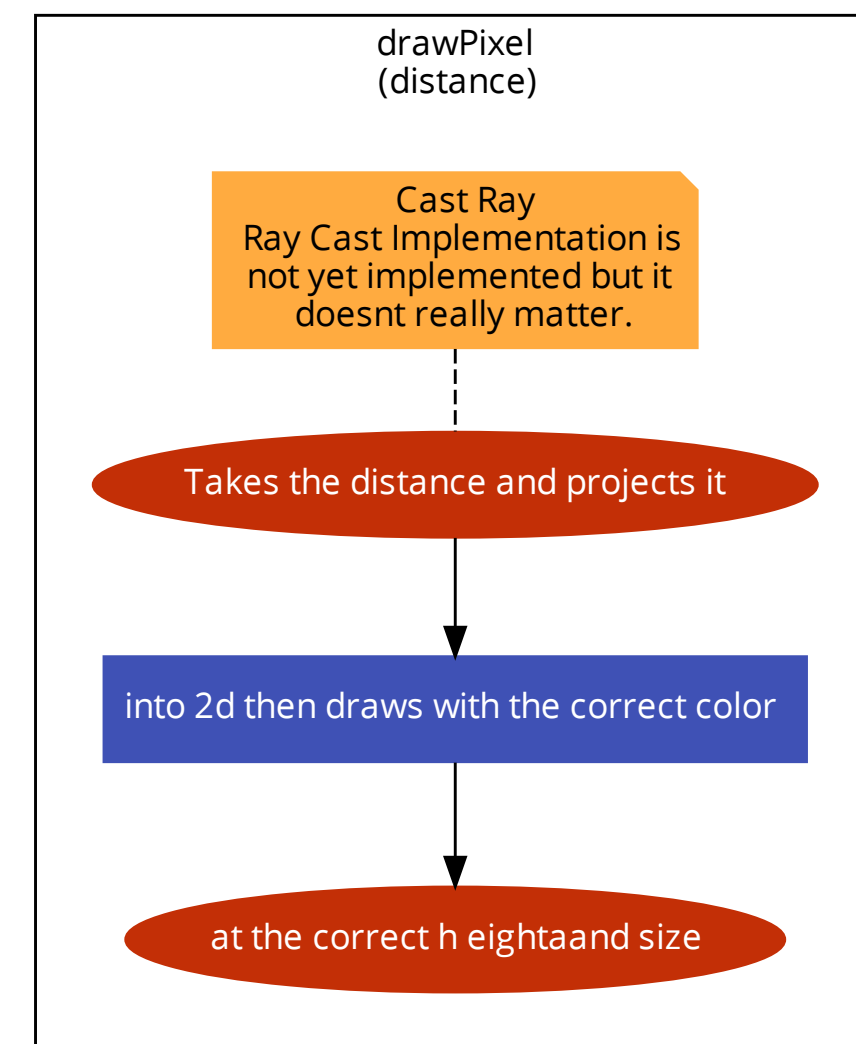 drawPixel
(distance)
Cast Ray
Ray Cast Implementation is
not yet implemented but it
doesnt really matter.
Takes the distance and projects it
into 2d then draws with the correct color
at the correct h eightaand size